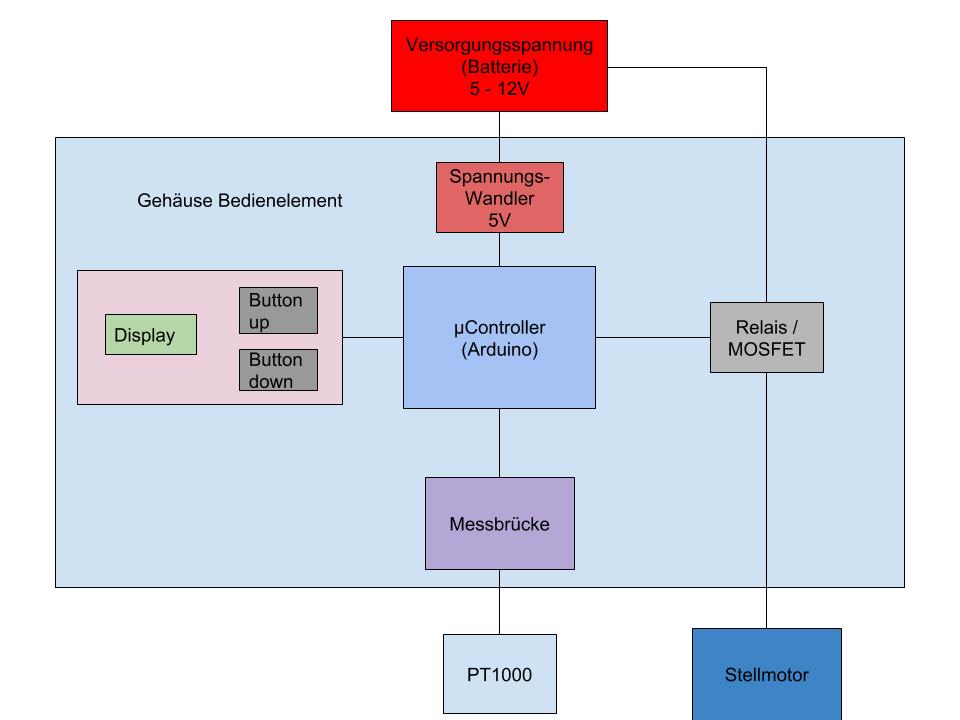 Versorgungsspannung
(Batterie)
5 - 12V
Spannungs-
Wandler
5V
Gehäuse Bedienelement
Button
up
Display
Button
down
µController
(Arduino)
Relais /
MOSFET
Messbrücke
PT1000
Stellmotor